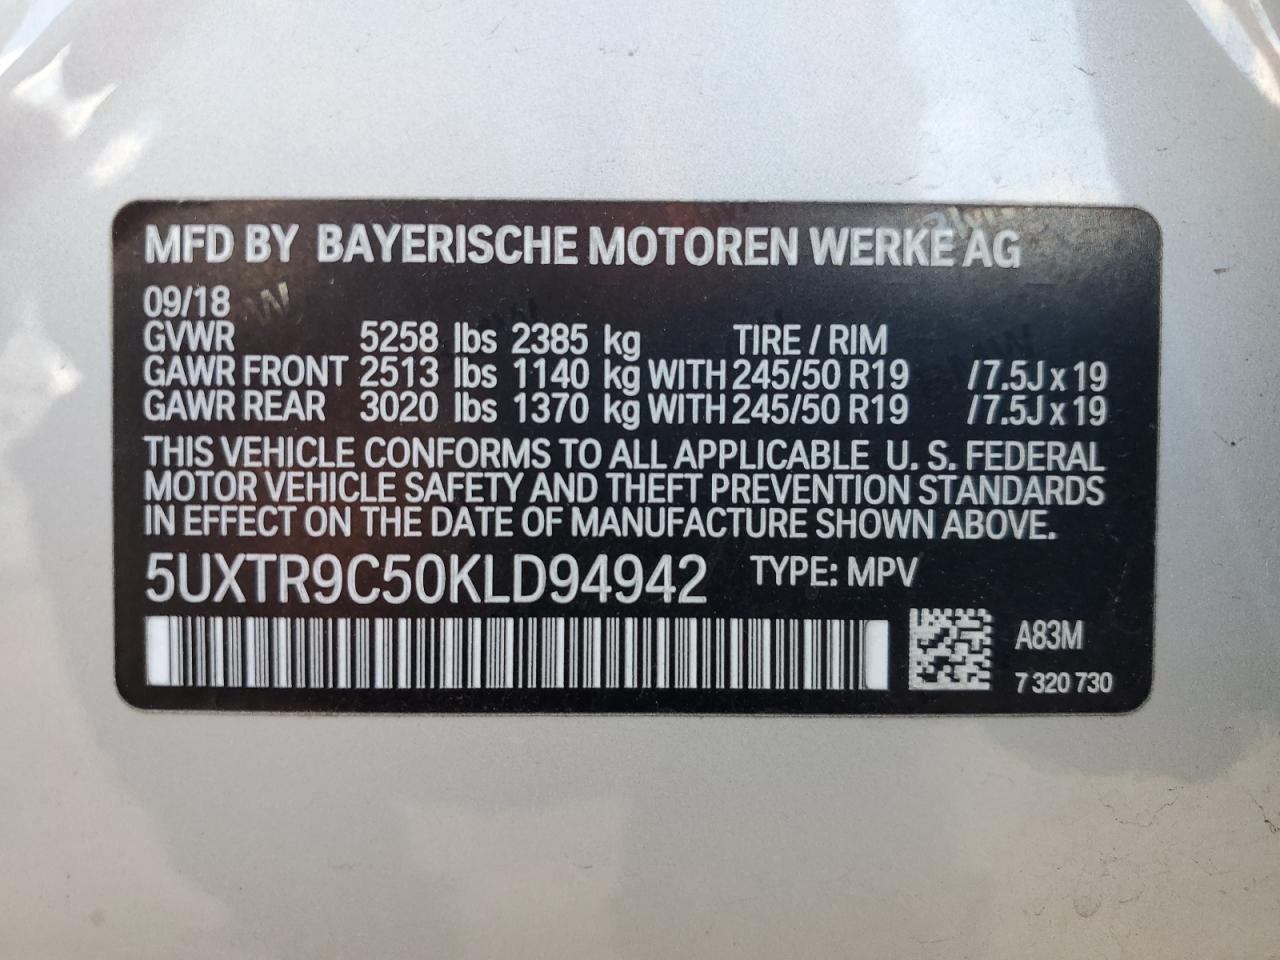 MFD BY BAYERISCHE MOTOREN WERKE AG
09/18
GVWR 5258 lbs 2385 kg TIRE / RIM
GAWR FRONT 2513 lbs 1140 kg WITH 245/50 R19 / 7.5J x 19
GAWR REAR 3020 lbs 1370 kg WITH 245/50 R19 / 7.5J x 19
THIS VEHICLE CONFORMS TO ALL APPLICABLE U. S. FEDERAL
MOTOR VEHICLE SAFETY AND THEFT PREVENTION STANDARDS
IN EFFECT ON THE DATE OF MANUFACTURE SHOWN ABOVE.
5UXTR9C50KLD94942 TYPE: MPV
A83M
7 320 730